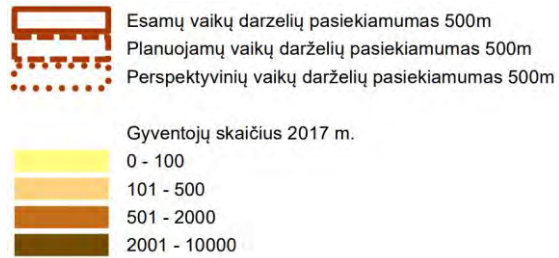 Esamų vaikų darzelių pasiekiamumas 500m
Planuojamų vaikų darželių pasiekiamumas 500m
Perspektyvinių vaikų darželių pasiekiamumas 500m
Gyventojų skaičius 2017 m.
0 - 100
101 - 500
501 - 2000
2001 - 10000